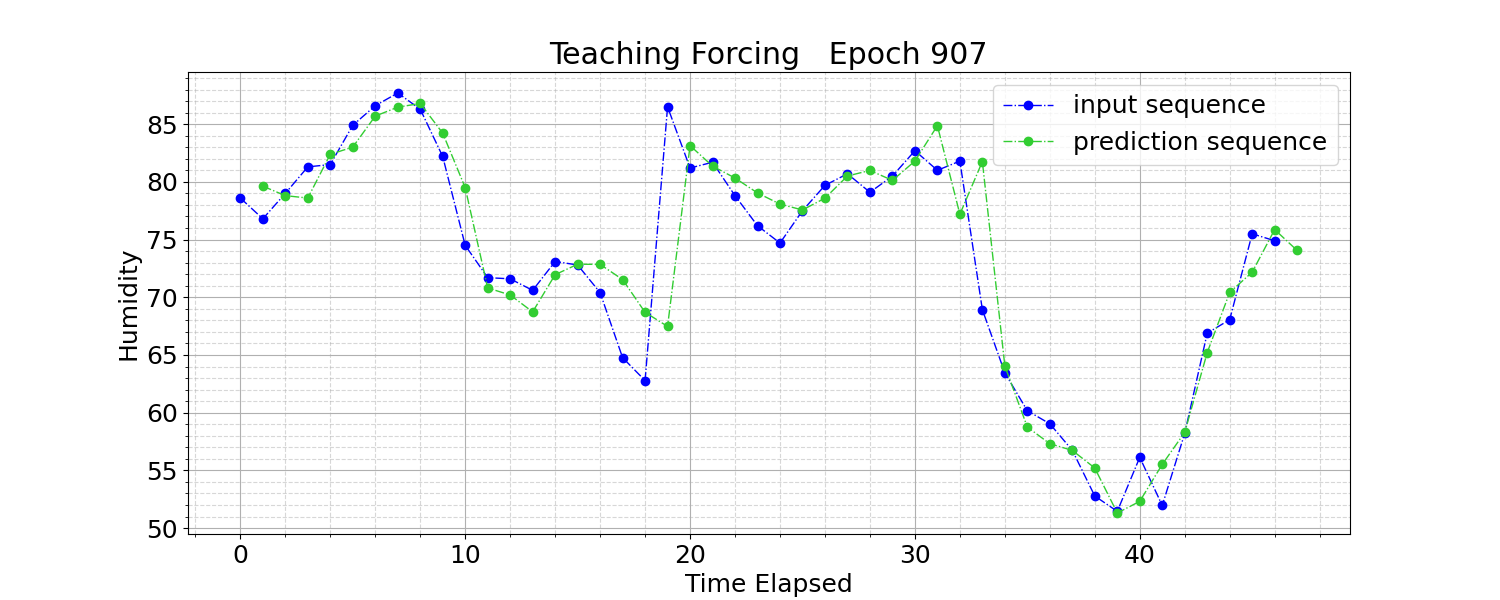 Teaching Forcing   Epoch 907
input sequence
prediction sequence
Humidity
85
80
75
70
65
60
55
50
0 10 20 30 40
Time Elapsed